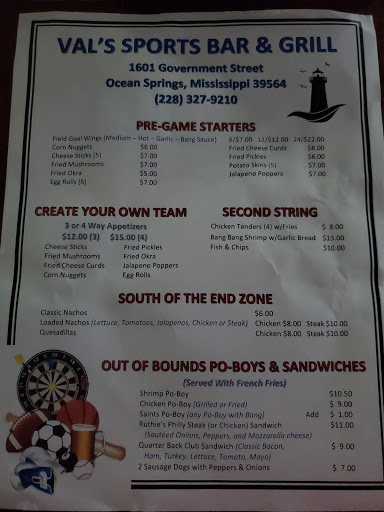 VAL'S SPORTS BAR & GRILL
1601 Government Street
Ocean Springs, Mississippi 39564
(228) 327-9210
PRE-GAME STARTERS
Field Goal Wings (Medium – Hot – Garlic – Bang Sauce) 6/$7.00 12/$12.00 24/$22.00
Corn Nuggets $6.00 Fried Cheese Curds $8.00
Cheese Sticks (5) $7.00 Fried Pickles $6.00
Fried Mushrooms $7.00 Potato Skins (5) $7.00
Fried Okra $5.00 Jalapeno Poppers $7.00
Egg Rolls (5) $7.00
CREATE YOUR OWN TEAM
3 or 4 Way Appetizers
$12.00 (3) $15.00 (4)
Cheese Sticks Fried Pickles
Fried Mushrooms Fried Okra
Fried Cheese Curds Jalapeno Poppers
Corn Nuggets Egg Rolls
SECOND STRING
Chicken Tenders (4) w/Fries $ 8.00
Bang Bang Shrimp w/Garlic Bread $13.00
Fish & Chips $10.00
SOUTH OF THE END ZONE
Classic Nachos $6.00
Loaded Nachos (Lettuce, Tomatoes, Jalapenos, Chicken or Steak) Chicken $8.00 Steak $10.00
Quesadillas Chicken $8.00 Steak $10.00
OUT OF BOUNDS PO-BOYS & SANDWICHES
(Served With French Fries)
Shrimp Po-Boy $10.50
Chicken Po-Boy (Grilled or Fried) $ 9.00
Saints Po-Boy (any Po-Boy with Bang) Add $ 1.00
Ruthie's Philly Steak (or Chicken) Sandwich $11.00
(Sautéed Onions, Peppers, and Mozzarella cheese)
Quarter Back Club Sandwich (Classic Bacon, $ 9.00
Ham, Turkey, Lettuce, Tomato, Mayo)
2 Sausage Dogs with Peppers & Onions $ 7.00